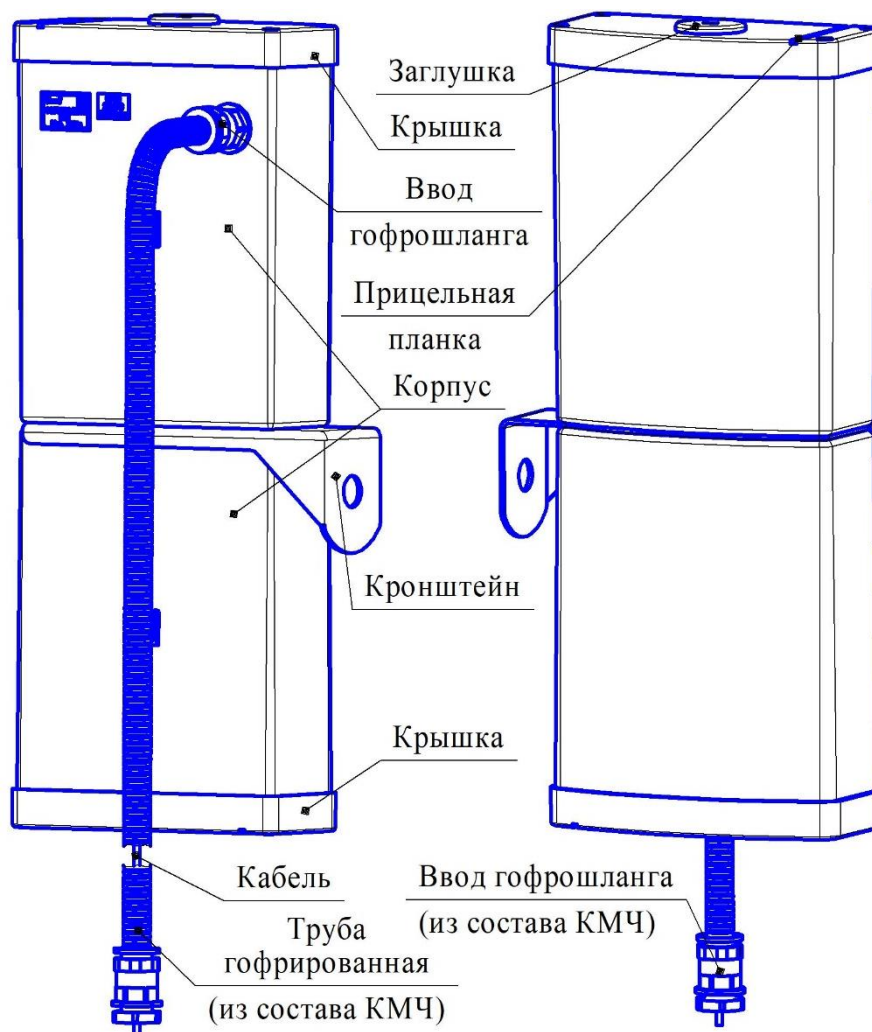 Заглушка
Крышка
Ввод
гофрошланга
Прицельная
планка
Корпус
Кронштейн
Крышка
Кабель
Ввод гофрошланга
(из состава КМЧ)
Труба
гофрированная
(из состава КМЧ)